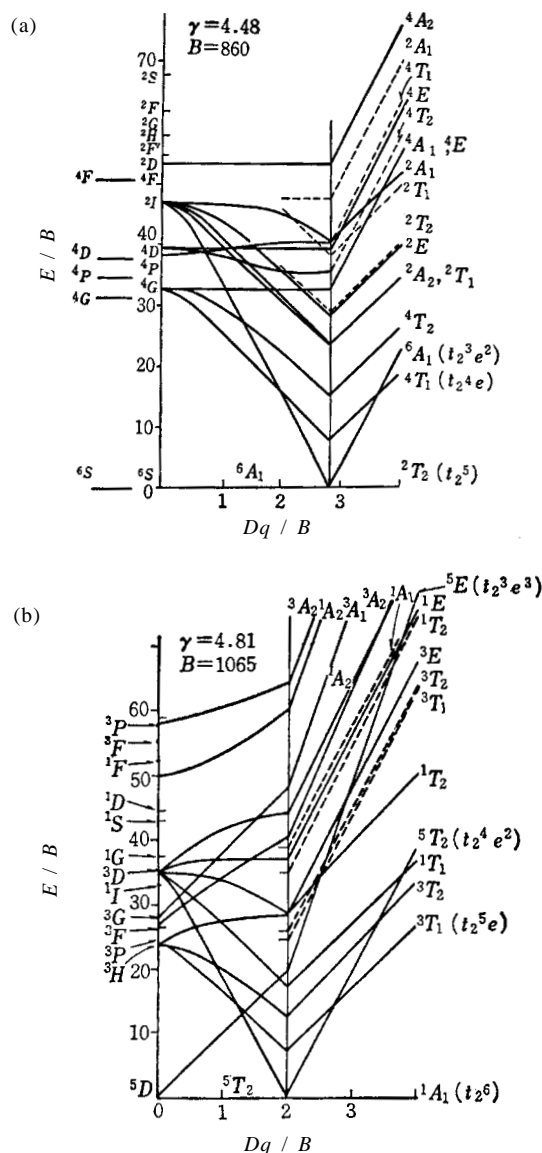 (a)
γ=4.48
B=860
70
40
30
20
10
0
E / B
²S
²F
²G
²H
²F'
²D
⁴F
²I
⁴D
⁴P
⁴G
⁶S
⁴F
⁴D
⁴P
⁴G
⁶S
⁶A₁
1
2
3
Dq / B
⁴A₂
²A₁
⁴T₁
⁴E
⁴T₂
⁴A₁ ,⁴E
²A₁
²T₁
²T₂
²E
²A₂, ²T₁
⁴T₂
⁶A₁ (t₂³e²)
⁴T₁ (t₂⁴e)
²T₂ (t₂⁵)
(b)
γ=4.81
B=1065
60
50
40
30
20
10
E / B
³P
³F
¹F
¹D
¹S
¹G
³D
¹I
³G
³F
³P
³H
⁵D
⁵T₂
0
1
2
3
Dq / B
³A₂
¹A₂
³A₁
³A₂
¹A₁
¹A₂
⁵E (t₂³e³)
¹E
¹T₂
³E
³T₂
³T₁
¹T₂
⁵T₂ (t₂⁴e²)
¹T₁
³T₂
³T₁ (t₂⁵e)
¹A₁ (t₂⁶)